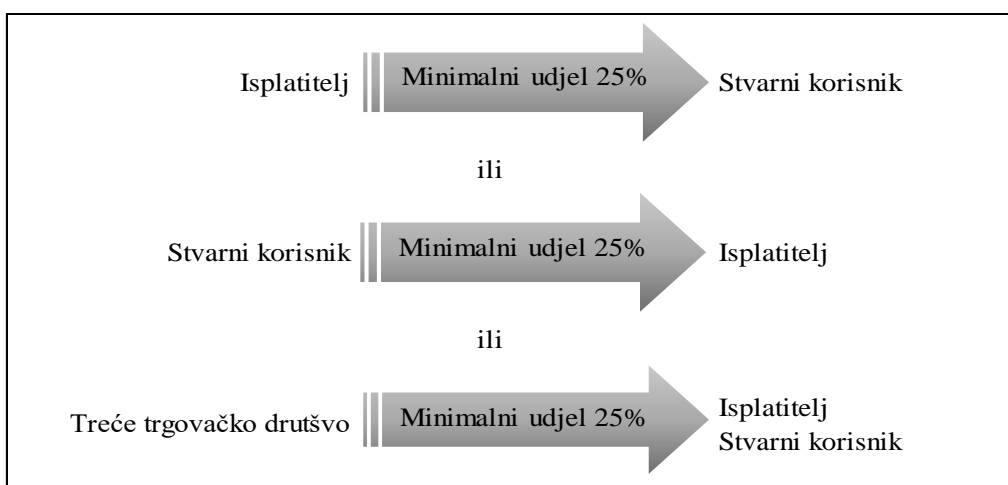 Isplatitelj Minimalni udjel 25% Stvarni korisnik
ili
Stvarni korisnik Minimalni udjel 25% Isplatitelj
ili
Treće trgovačko drutšvo Minimalni udjel 25% Isplatitelj
Stvarni korisnik